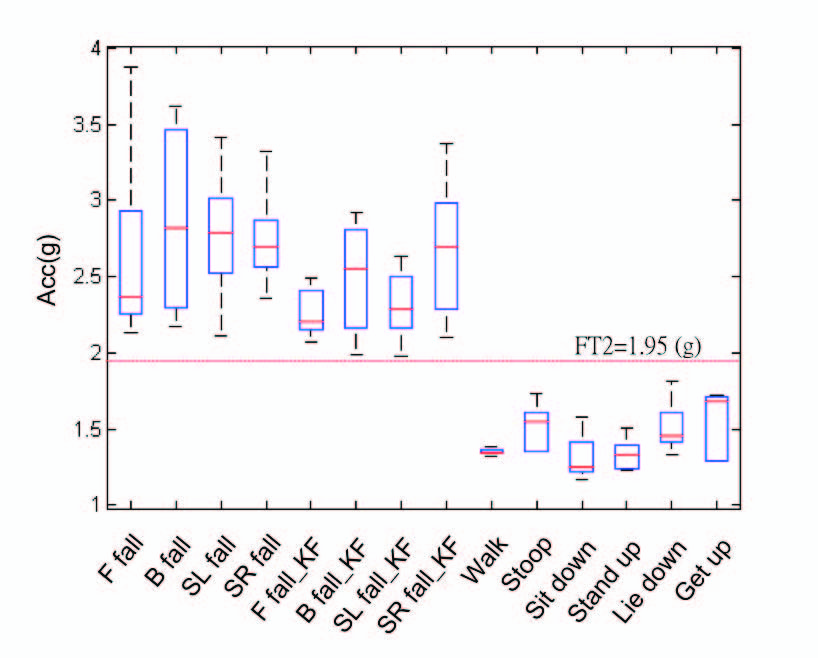 4
3.5
3
2.5
2
1.5
1
Acc(g)
FT2=1.95 (g)
F fall
B fall
SL fall
SR fall
F fall_KF
B fall_KF
SL fall_KF
SR fall_KF
Walk
Stoop
Sit down
Stand up
Lie down
Get up